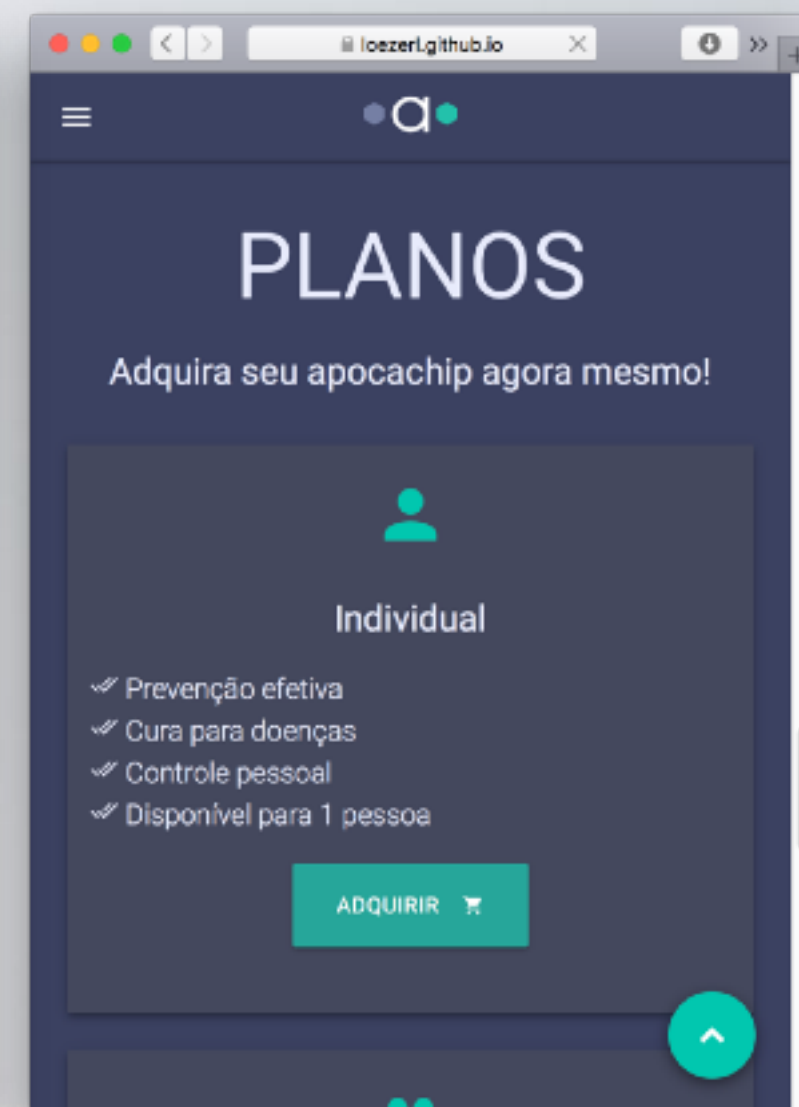 loezerl.github.io
a
PLANOS
Adquira seu apocachip agora mesmo!
Individual
Prevenção efetiva
Cura para doenças
Controle pessoal
Disponível para 1 pessoa
ADQUIRIR